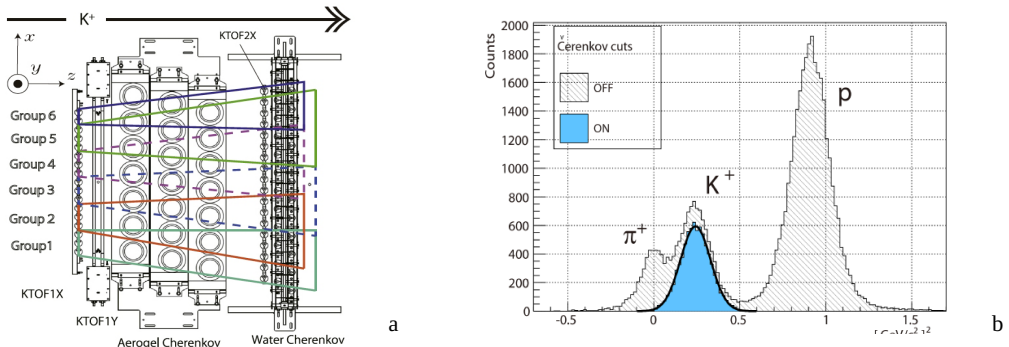 K+
x
y
z
KTOF2X
Group 6
Group 5
Group 4
Group 3
Group 2
Group1
KTOF1X
KTOF1Y
Aerogel Cherenkov
Water Cherenkov
a
Counts
2000
1800
1600
1400
1200
1000
800
600
400
200
0
Čerenkov cuts
OFF
ON
π+
K+
p
-0.5
0
0.5
1
1.5
b